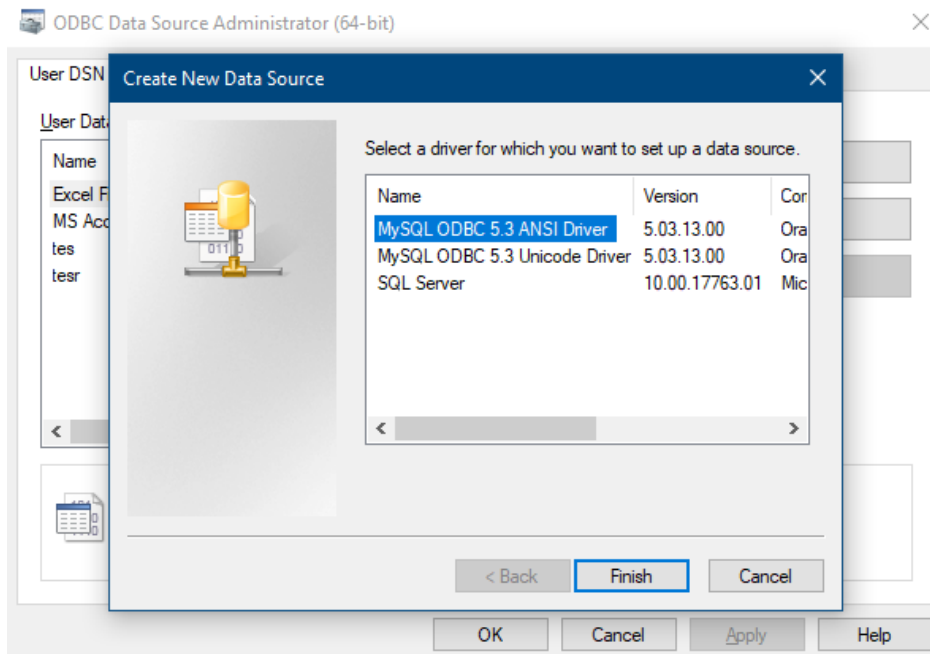 ODBC Data Source Administrator (64-bit)
User DSN
Create New Data Source
User Dat
Name
Excel F
MS Acc
tes
tesr
Select a driver for which you want to set up a data source.
Name Version Cor
MySQL ODBC 5.3 ANSI Driver 5.03.13.00 Ora
MySQL ODBC 5.3 Unicode Driver 5.03.13.00 Ora
SQL Server 10.00.17763.01 Mic
< Back Finish Cancel
OK Cancel Apply Help